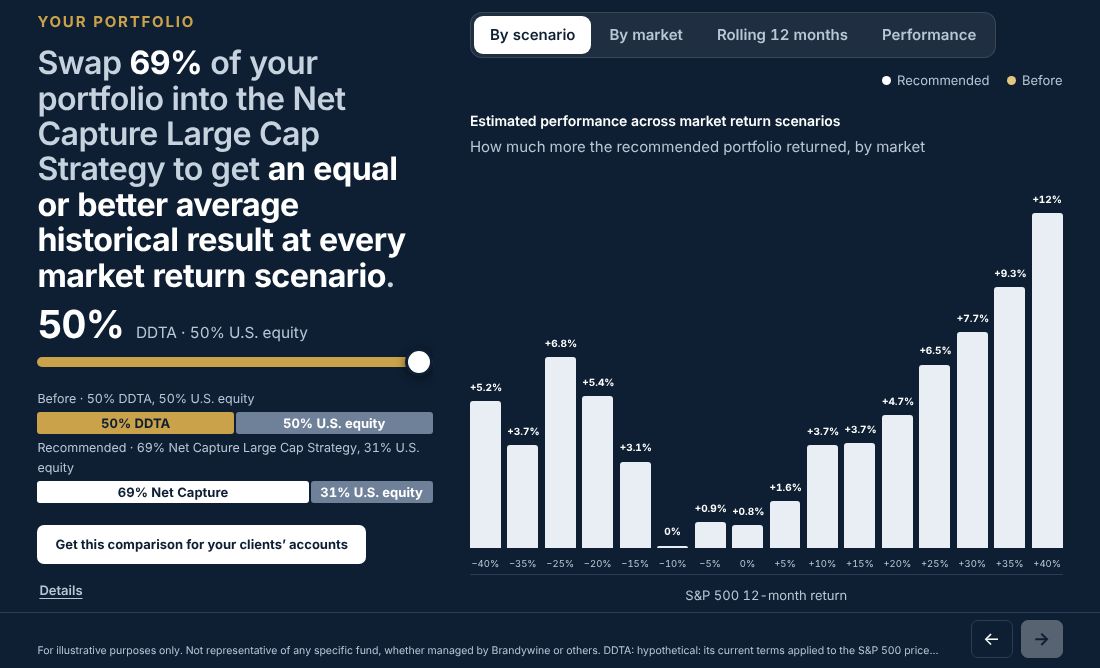 YOUR PORTFOLIO
Swap 69% of your
portfolio into the Net
Capture Large Cap
Strategy to get an equal
or better average
historical result at every
market return scenario.
50% DDTA · 50% U.S. equity
Before · 50% DDTA, 50% U.S. equity
50% DDTA 50% U.S. equity
Recommended · 69% Net Capture Large Cap Strategy, 31% U.S.
equity
69% Net Capture 31% U.S. equity
Get this comparison for your clients’ accounts
Details
By scenario By market Rolling 12 months Performance
Recommended Before
Estimated performance across market return scenarios
How much more the recommended portfolio returned, by market
+5.2% +3.7% +6.8% +5.4% +3.1% 0% +0.9% +0.8% +1.6% +3.7% +3.7% +4.7% +6.5% +7.7% +9.3% +12%
−40% −35% −25% −20% −15% −10% −5% 0% +5% +10% +15% +20% +25% +30% +35% +40%
S&P 500 12-month return
For illustrative purposes only. Not representative of any specific fund, whether managed by Brandywine or others. DDTA: hypothetical: its current terms applied to the S&P 500 price…
← →